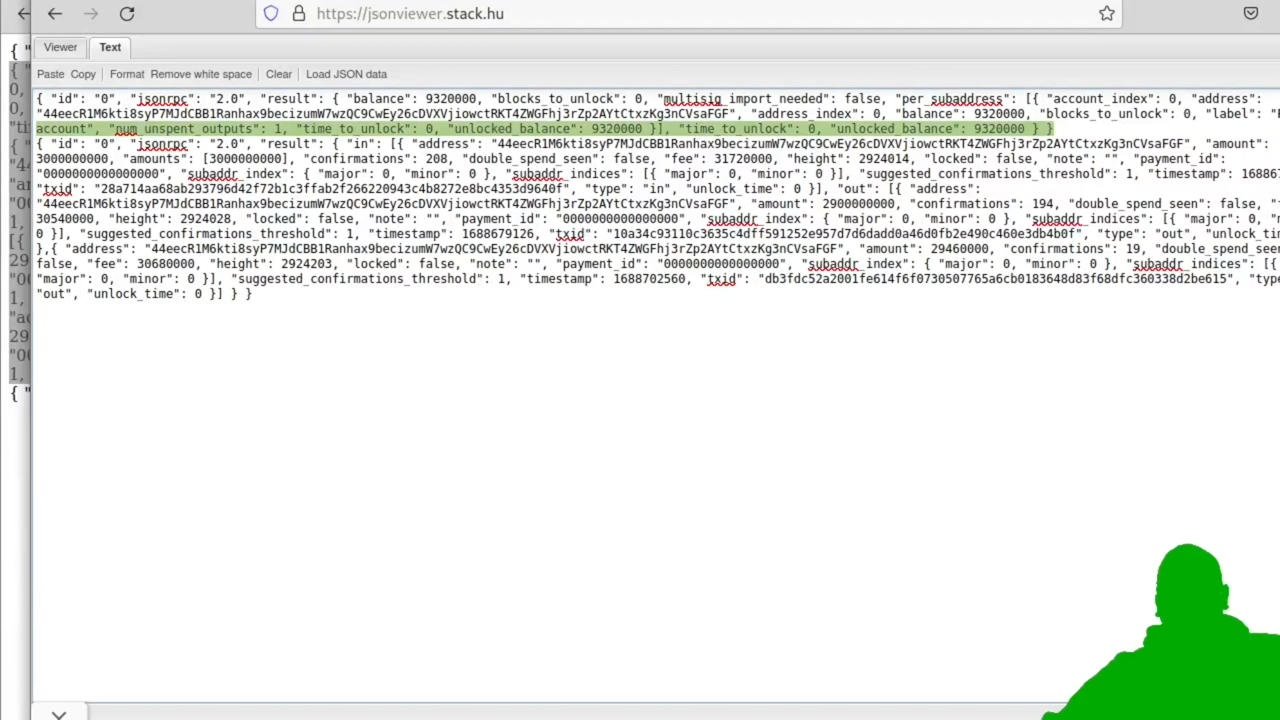 https://jsonviewer.stack.hu
Viewer Text
Paste Copy Format Remove white space Clear Load JSON data
{ "id": "0", "jsonrpc": "2.0", "result": { "balance": 9320000, "blocks_to_unlock": 0, "multisig_import_needed": false, "per_subaddress": [{ "account_index": 0, "address":
"44eecR1M6kti8syP7MJdCBB1Ranhax9becizumW7wzQC9CwEy26cDVXVjiowctRKT4ZWGFhj3rZp2AYtCtxzKg3nCVsaFGF", "address_index": 0, "balance": 9320000, "blocks_to_unlock": 0, "label": "
account", "num_unspent_outputs": 1, "time_to_unlock": 0, "unlocked_balance": 9320000 }], "time_to_unlock": 0, "unlocked_balance": 9320000 } }
{ "id": "0", "jsonrpc": "2.0", "result": { "in": [{ "address": "44eecR1M6kti8syP7MJdCBB1Ranhax9becizumW7wzQC9CwEy26cDVXVjiowctRKT4ZWGFhj3rZp2AYtCtxzKg3nCVsaFGF", "amount":
3000000000, "amounts": [3000000000], "confirmations": 208, "double_spend_seen": false, "fee": 31720000, "height": 2924014, "locked": false, "note": "", "payment_id":
"0000000000000000", "subaddr_index": { "major": 0, "minor": 0 }, "subaddr_indices": [{ "major": 0, "minor": 0 }], "suggested_confirmations_threshold": 1, "timestamp": 168867
"txid": "28a714aa68ab293796d42f72b1c3ffab2f266220943c4b8272e8bc4353d9640f", "type": "in", "unlock_time": 0 }], "out": [{ "address":
"44eecR1M6kti8syP7MJdCBB1Ranhax9becizumW7wzQC9CwEy26cDVXVjiowctRKT4ZWGFhj3rZp2AYtCtxzKg3nCVsaFGF", "amount": 2900000000, "confirmations": 194, "double_spend_seen": false, "f
30540000, "height": 2924028, "locked": false, "note": "", "payment_id": "0000000000000000", "subaddr_index": { "major": 0, "minor": 0 }, "subaddr_indices": [{ "major": 0, "m
0 }], "suggested_confirmations_threshold": 1, "timestamp": 1688679126, "txid": "10a34c93110c3635c4dff591252e957d7d6dadd0a46d0fb2e490c460e3db4b0f", "type": "out", "unlock_tim
},{ "address": "44eecR1M6kti8syP7MJdCBB1Ranhax9becizumW7wzQC9CwEy26cDVXVjiowctRKT4ZWGFhj3rZp2AYtCtxzKg3nCVsaFGF", "amount": 29460000, "confirmations": 19, "double_spend_see
false, "fee": 30680000, "height": 2924203, "locked": false, "note": "", "payment_id": "0000000000000000", "subaddr_index": { "major": 0, "minor": 0 }, "subaddr_indices": [{
"major": 0, "minor": 0 }], "suggested_confirmations_threshold": 1, "timestamp": 1688702560, "txid": "db3fdc52a2001fe614f6f0730507765a6cb0183648d83f68dfc360338d2be615", "type
"out", "unlock_time": 0 }] } }